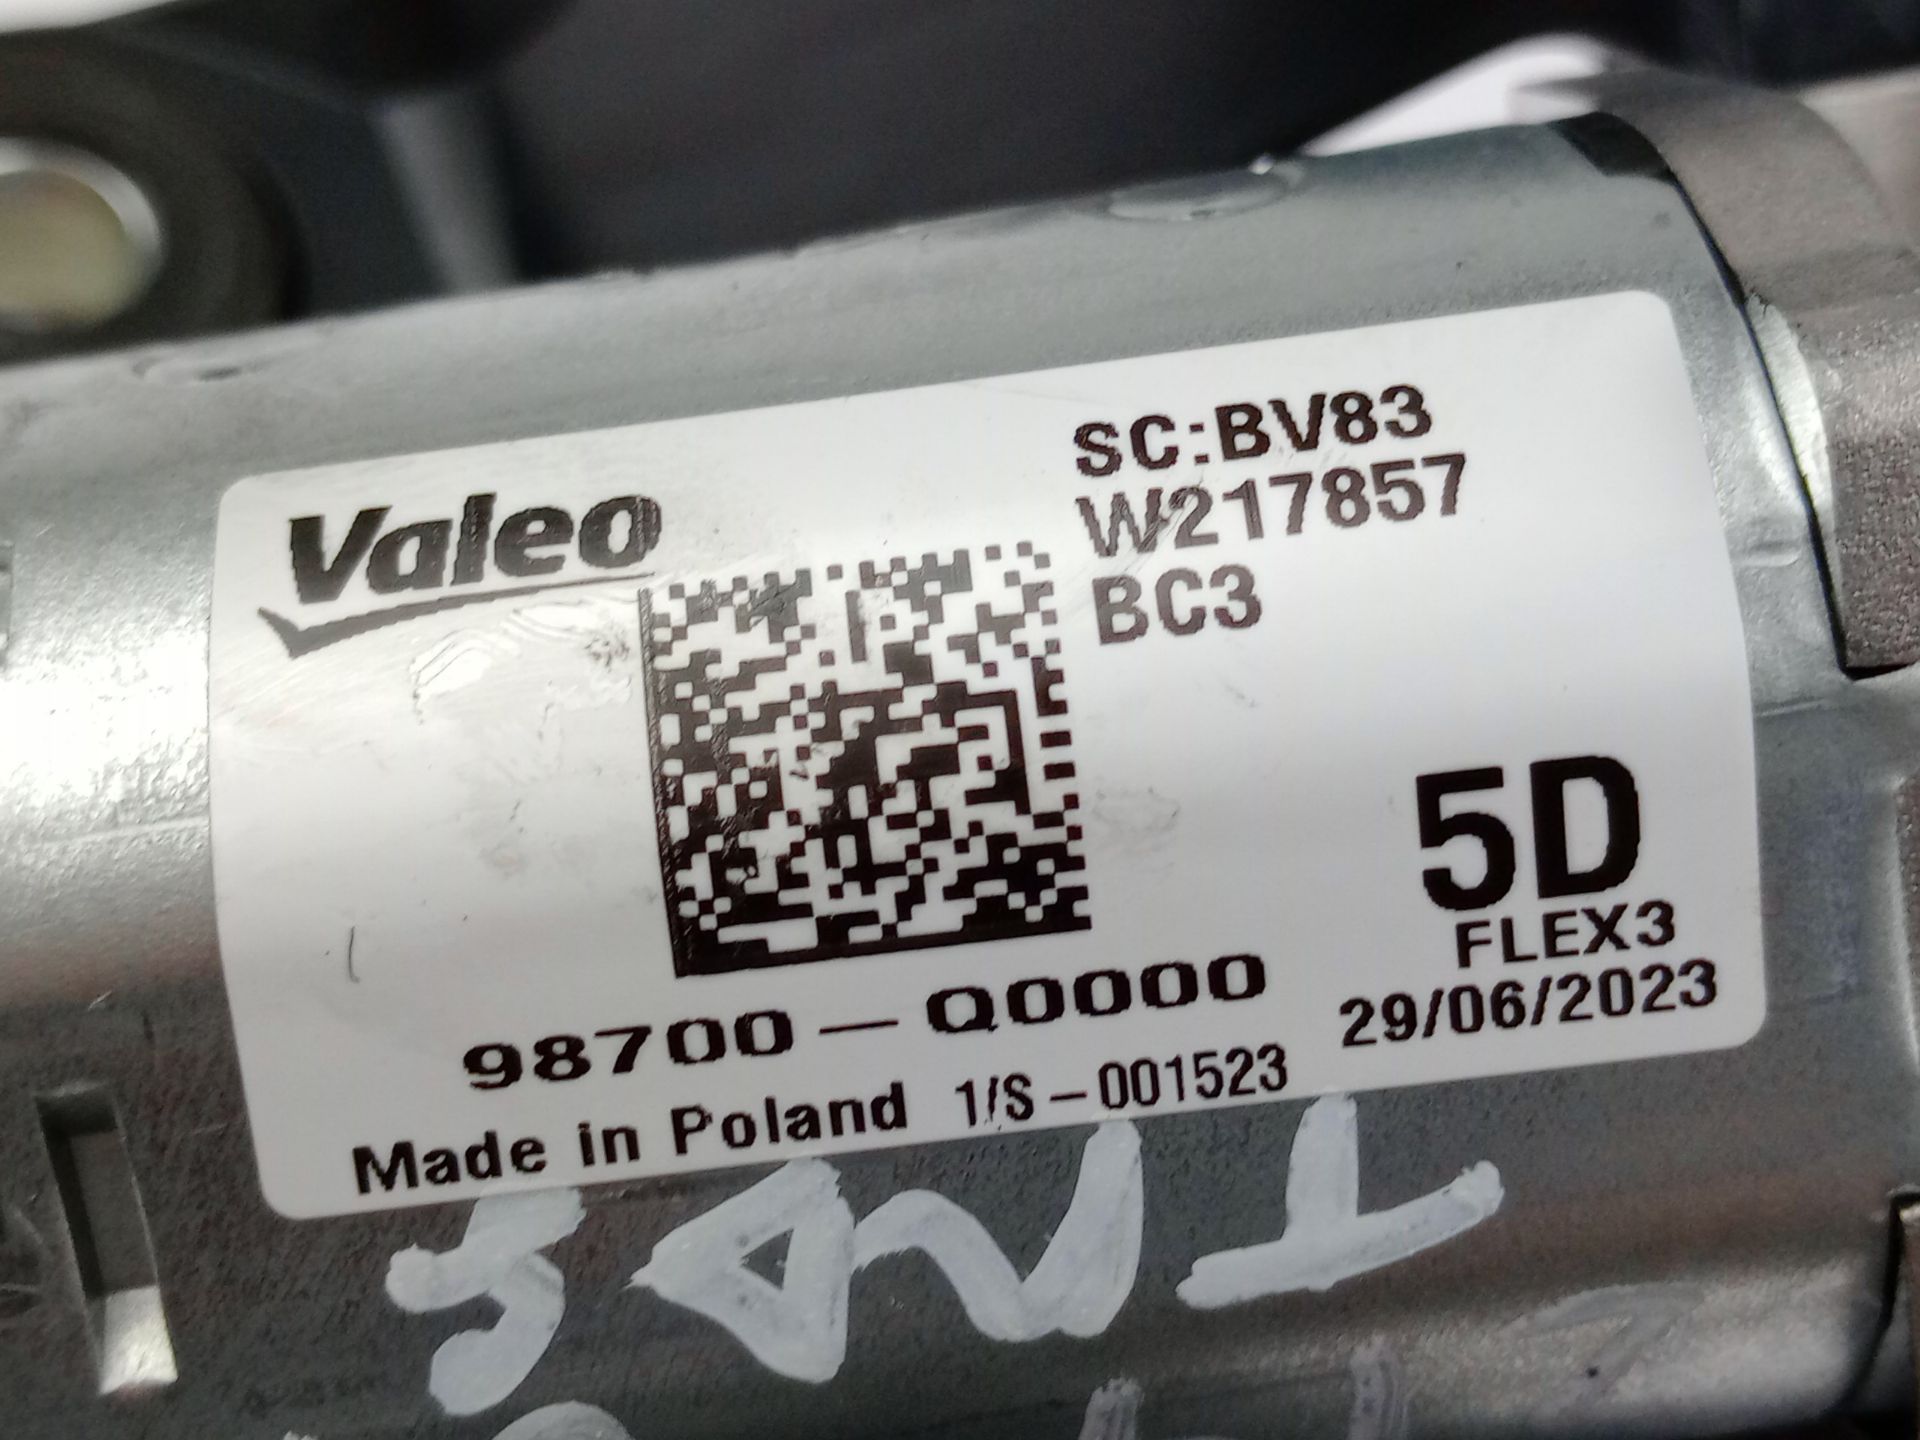 Valeo
SC:BV83
W217857
BC3
5D
FLEX3
98700-Q0000
29/06/2023
Made in Poland 1/S-001523